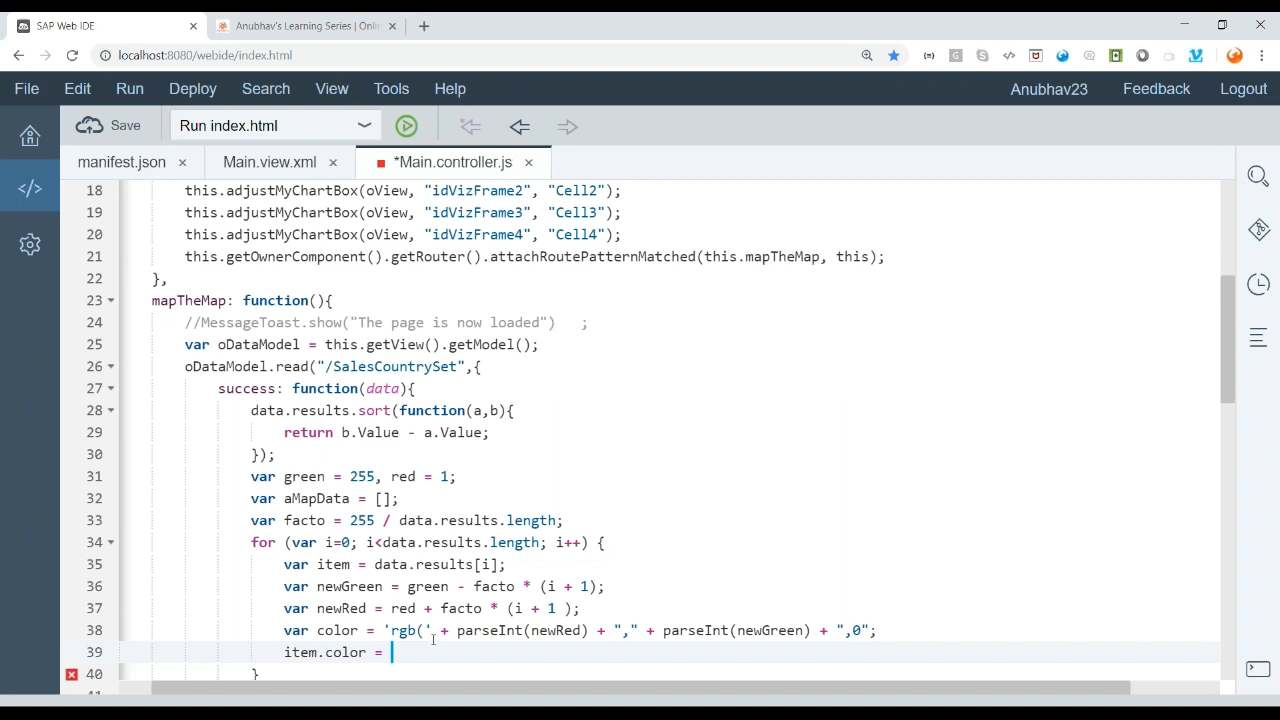 SAP Web IDE
Anubhav's Learning Series | Onli
localhost:8080/webide/index.html
File Edit Run Deploy Search View Tools Help Anubhav23 Feedback Logout
Save Run index.html
manifest.json Main.view.xml *Main.controller.js
18 this.adjustMyChartBox(oView, "idVizFrame2", "Cell2");
19 this.adjustMyChartBox(oView, "idVizFrame3", "Cell3");
20 this.adjustMyChartBox(oView, "idVizFrame4", "Cell4");
21 this.getOwnerComponent().getRouter().attachRoutePatternMatched(this.mapTheMap, this);
22 },
23 mapTheMap: function(){
24 //MessageToast.show("The page is now loaded") ;
25 var oDataModel = this.getView().getModel();
26 oDataModel.read("/SalesCountrySet",{
27 success: function(data){
28 data.results.sort(function(a,b){
29 return b.Value - a.Value;
30 });
31 var green = 255, red = 1;
32 var aMapData = [];
33 var facto = 255 / data.results.length;
34 for (var i=0; i<data.results.length; i++) {
35 var item = data.results[i];
36 var newGreen = green - facto * (i + 1);
37 var newRed = red + facto * (i + 1 );
38 var color = 'rgb(' + parseInt(newRed) + "," + parseInt(newGreen) + ",0";
39 item.color =
40 }